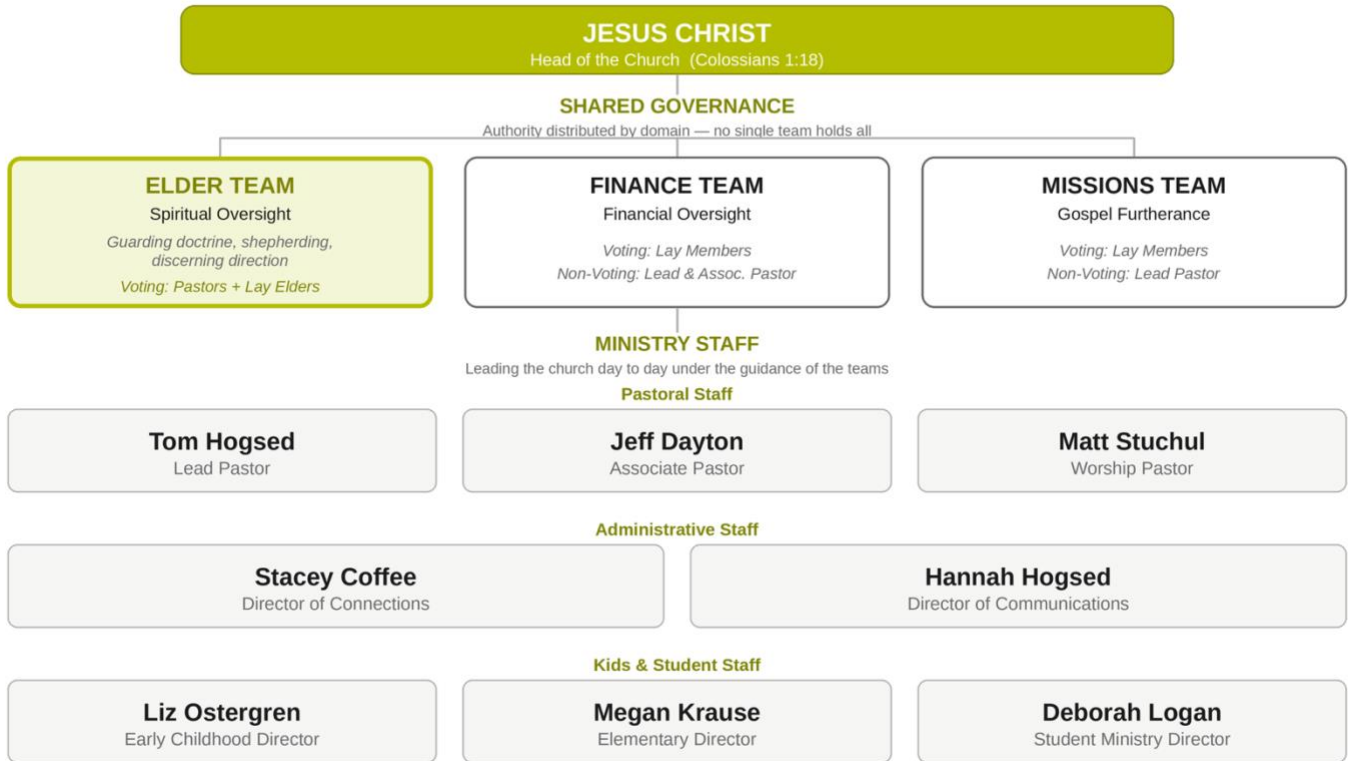 JESUS CHRIST
Head of the Church (Colossians 1:18)
SHARED GOVERNANCE
Authority distributed by domain — no single team holds all
ELDER TEAM
Spiritual Oversight
Guarding doctrine, shepherding,
discerning direction
Voting: Pastors + Lay Elders
FINANCE TEAM
Financial Oversight
Voting: Lay Members
Non-Voting: Lead & Assoc. Pastor
MISSIONS TEAM
Gospel Furtherance
Voting: Lay Members
Non-Voting: Lead Pastor
MINISTRY STAFF
Leading the church day to day under the guidance of the teams
Pastoral Staff
Tom Hogsed
Lead Pastor
Jeff Dayton
Associate Pastor
Matt Stuchul
Worship Pastor
Administrative Staff
Stacey Coffee
Director of Connections
Hannah Hogsed
Director of Communications
Kids & Student Staff
Liz Ostergren
Early Childhood Director
Megan Krause
Elementary Director
Deborah Logan
Student Ministry Director